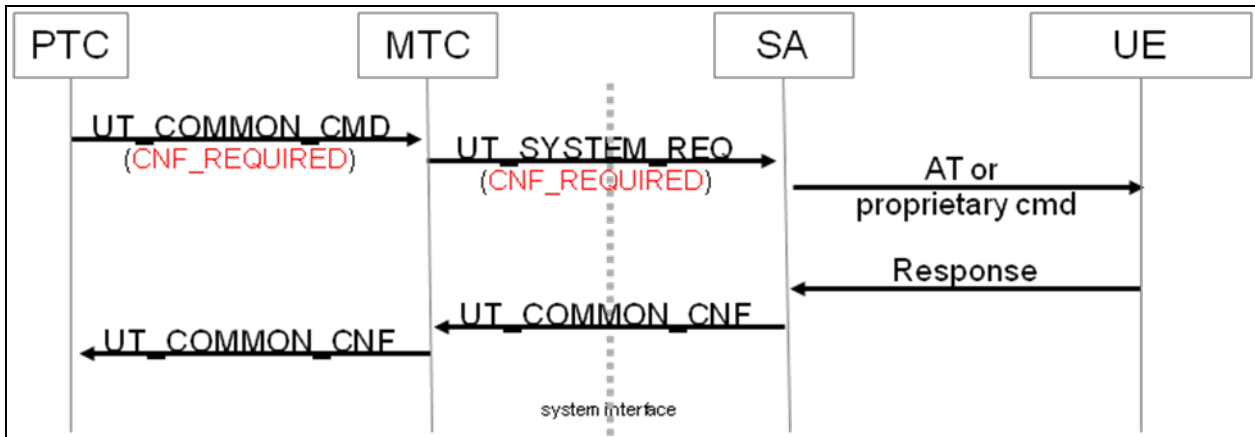 PTC
MTC
SA
UE
UT_COMMON_CMD
(CNF_REQUIRED)
UT_SYSTEM_REQ
(CNF_REQUIRED)
AT or
proprietary cmd
Response
UT_COMMON_CNF
UT_COMMON_CNF
system interface